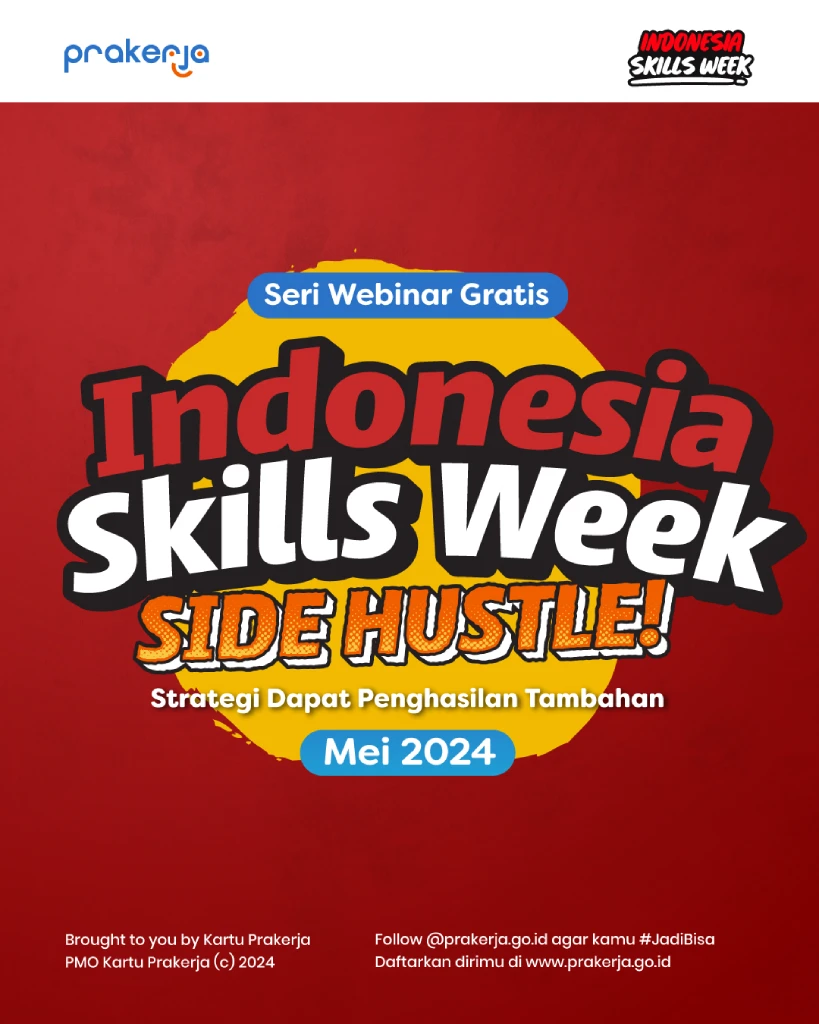 prakerja
INDONESIA
SKILLS WEEK
Seri Webinar Gratis
Indonesia
Skills Week
SIDE HUSTLE!
Strategi Dapat Penghasilan Tambahan
Mei 2024
Brought to you by Kartu Prakerja
PMO Kartu Prakerja (c) 2024
Follow @prakerja.go.id agar kamu #JadiBisa
Daftarkan dirimu di www.prakerja.go.id